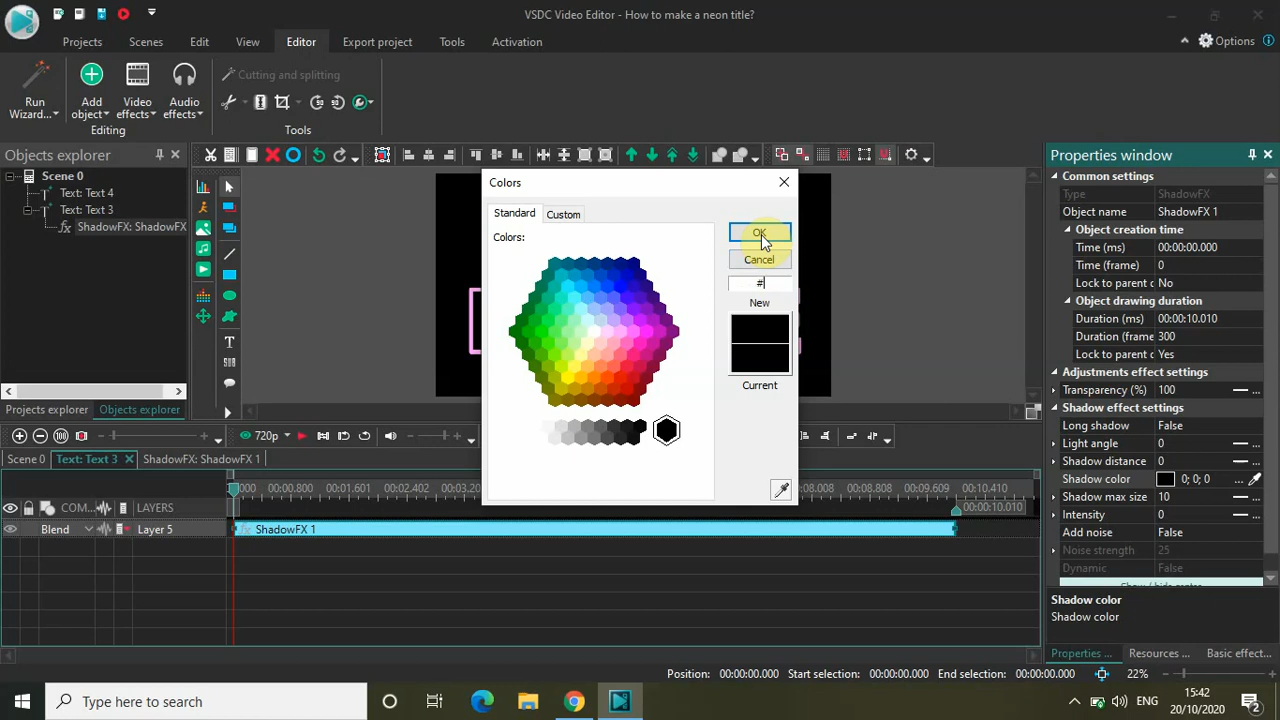 VSDC Video Editor - How to make a neon title?
Projects Scenes Edit View Editor Export project Tools Activation
Options
Run Wizard...
Add object
Video effects
Audio effects
Cutting and splitting
Editing
Tools
Objects explorer
Scene 0
Text: Text 4
Text: Text 3
ShadowFX: ShadowFX
Projects explorer
Objects explorer
Colors
Standard Custom
Colors:
OK
Cancel
#
New
Current
Properties window
Common settings
Type ShadowFX
Object name ShadowFX 1
Object creation time
Time (ms) 00:00:00.000
Time (frame) 0
Lock to parent d No
Object drawing duration
Duration (ms) 00:00:10.010
Duration (frame 300
Lock to parent d Yes
Adjustments effect settings
Transparency (%) 100
Shadow effect settings
Long shadow False
Light angle 0
Shadow distance 0
Shadow color 0; 0; 0 ...
Shadow max size 10
Intensity 0
Add noise False
Noise strength 25
Dynamic False
Shadow color
Shadow color
Properties ... Resources ... Basic effect...
720p
Scene 0 Text: Text 3 ShadowFX: ShadowFX 1
000 00:00.800 00:01.602 00:02.402 00:03.20 00:08.008 00:08.808 00:09.609 00:10.410
00:00:10.010
COM... LAYERS
Blend Layer 5 ShadowFX 1
Position: 00:00:00.000 Start selection: 00:00:00.000 End selection: 00:00:00.000 22%
Type here to search
ENG
15:42
20/10/2020
2